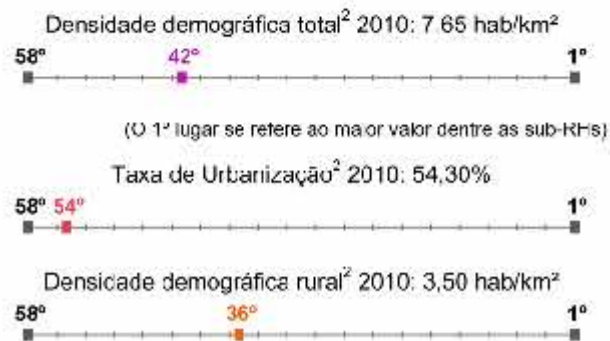 Densidade demográfica total² 2010: 7,65 hab/km²
58º 42º 1º
(O 1º lugar se refere ao maior valor dentre as sub-RHs)
Taxa de Urbanização² 2010: 54,30%
58º 54º 1º
Densidade demográfica rural² 2010: 3,50 hab/km²
58º 36º 1º